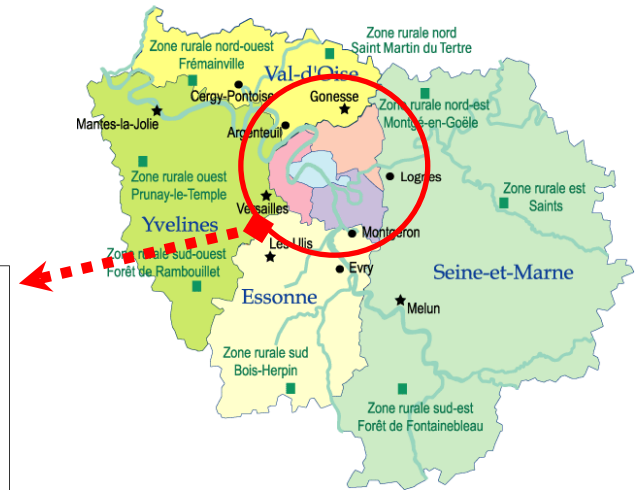 Zone rurale nord
Saint Martin du Tertre
Zone rurale nord-ouest
Frémainville
Val-d'Oise
Cergy-Pontoise
Gonesse
Zone rurale nord-est
Montgé-en-Goële
Mantes-la-Jolie
Argenteuil
Lognes
Zone rurale ouest
Prunay-le-Temple
Zone rurale est
Saints
Versailles
Yvelines
Montgeron
Les Ulis
Zone rurale sud-ouest
Forêt de Rambouillet
Evry
Seine-et-Marne
Essonne
Melun
Zone rurale sud
Bois-Herpin
Zone rurale sud-est
Forêt de Fontainebleau